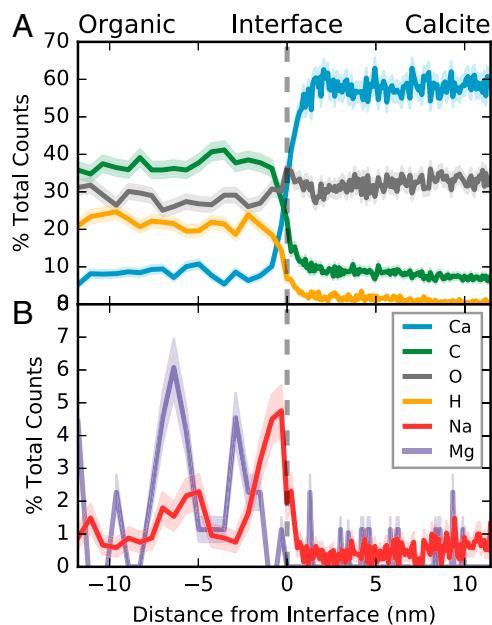 A
Organic Interface Calcite
70
60
50
40
30
20
10
0
% Total Counts
B
8
7
6
5
4
3
2
1
0
% Total Counts
Ca
C
O
H
Na
Mg
−10 −5 0 5 10
Distance from Interface (nm)